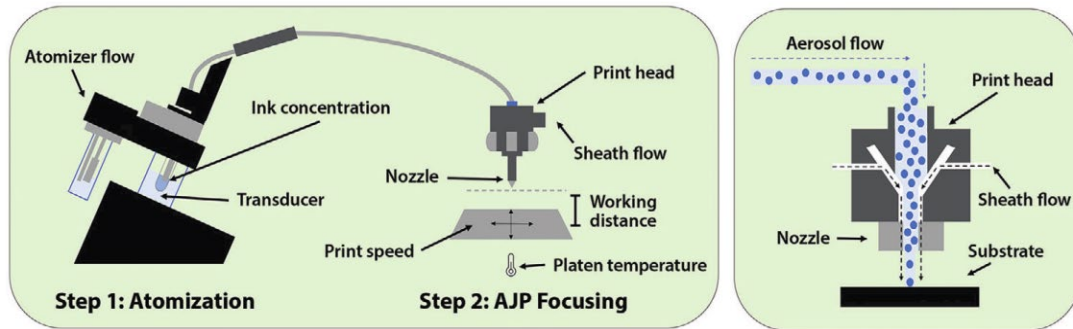 Atomizer flow
Ink concentration
Transducer
Print head
Sheath flow
Nozzle
Working
distance
Print speed
Platen temperature
Step 1: Atomization
Step 2: AJP Focusing
Aerosol flow
Print head
Sheath flow
Nozzle
Substrate